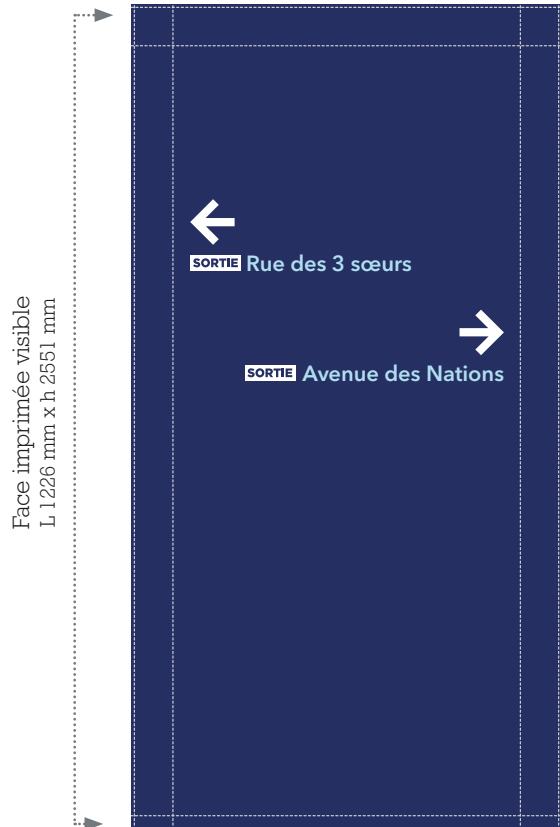 Face imprimée visible
L 1226 mm x h 2551 mm
SORTIE Rue des 3 sœurs
SORTIE Avenue des Nations